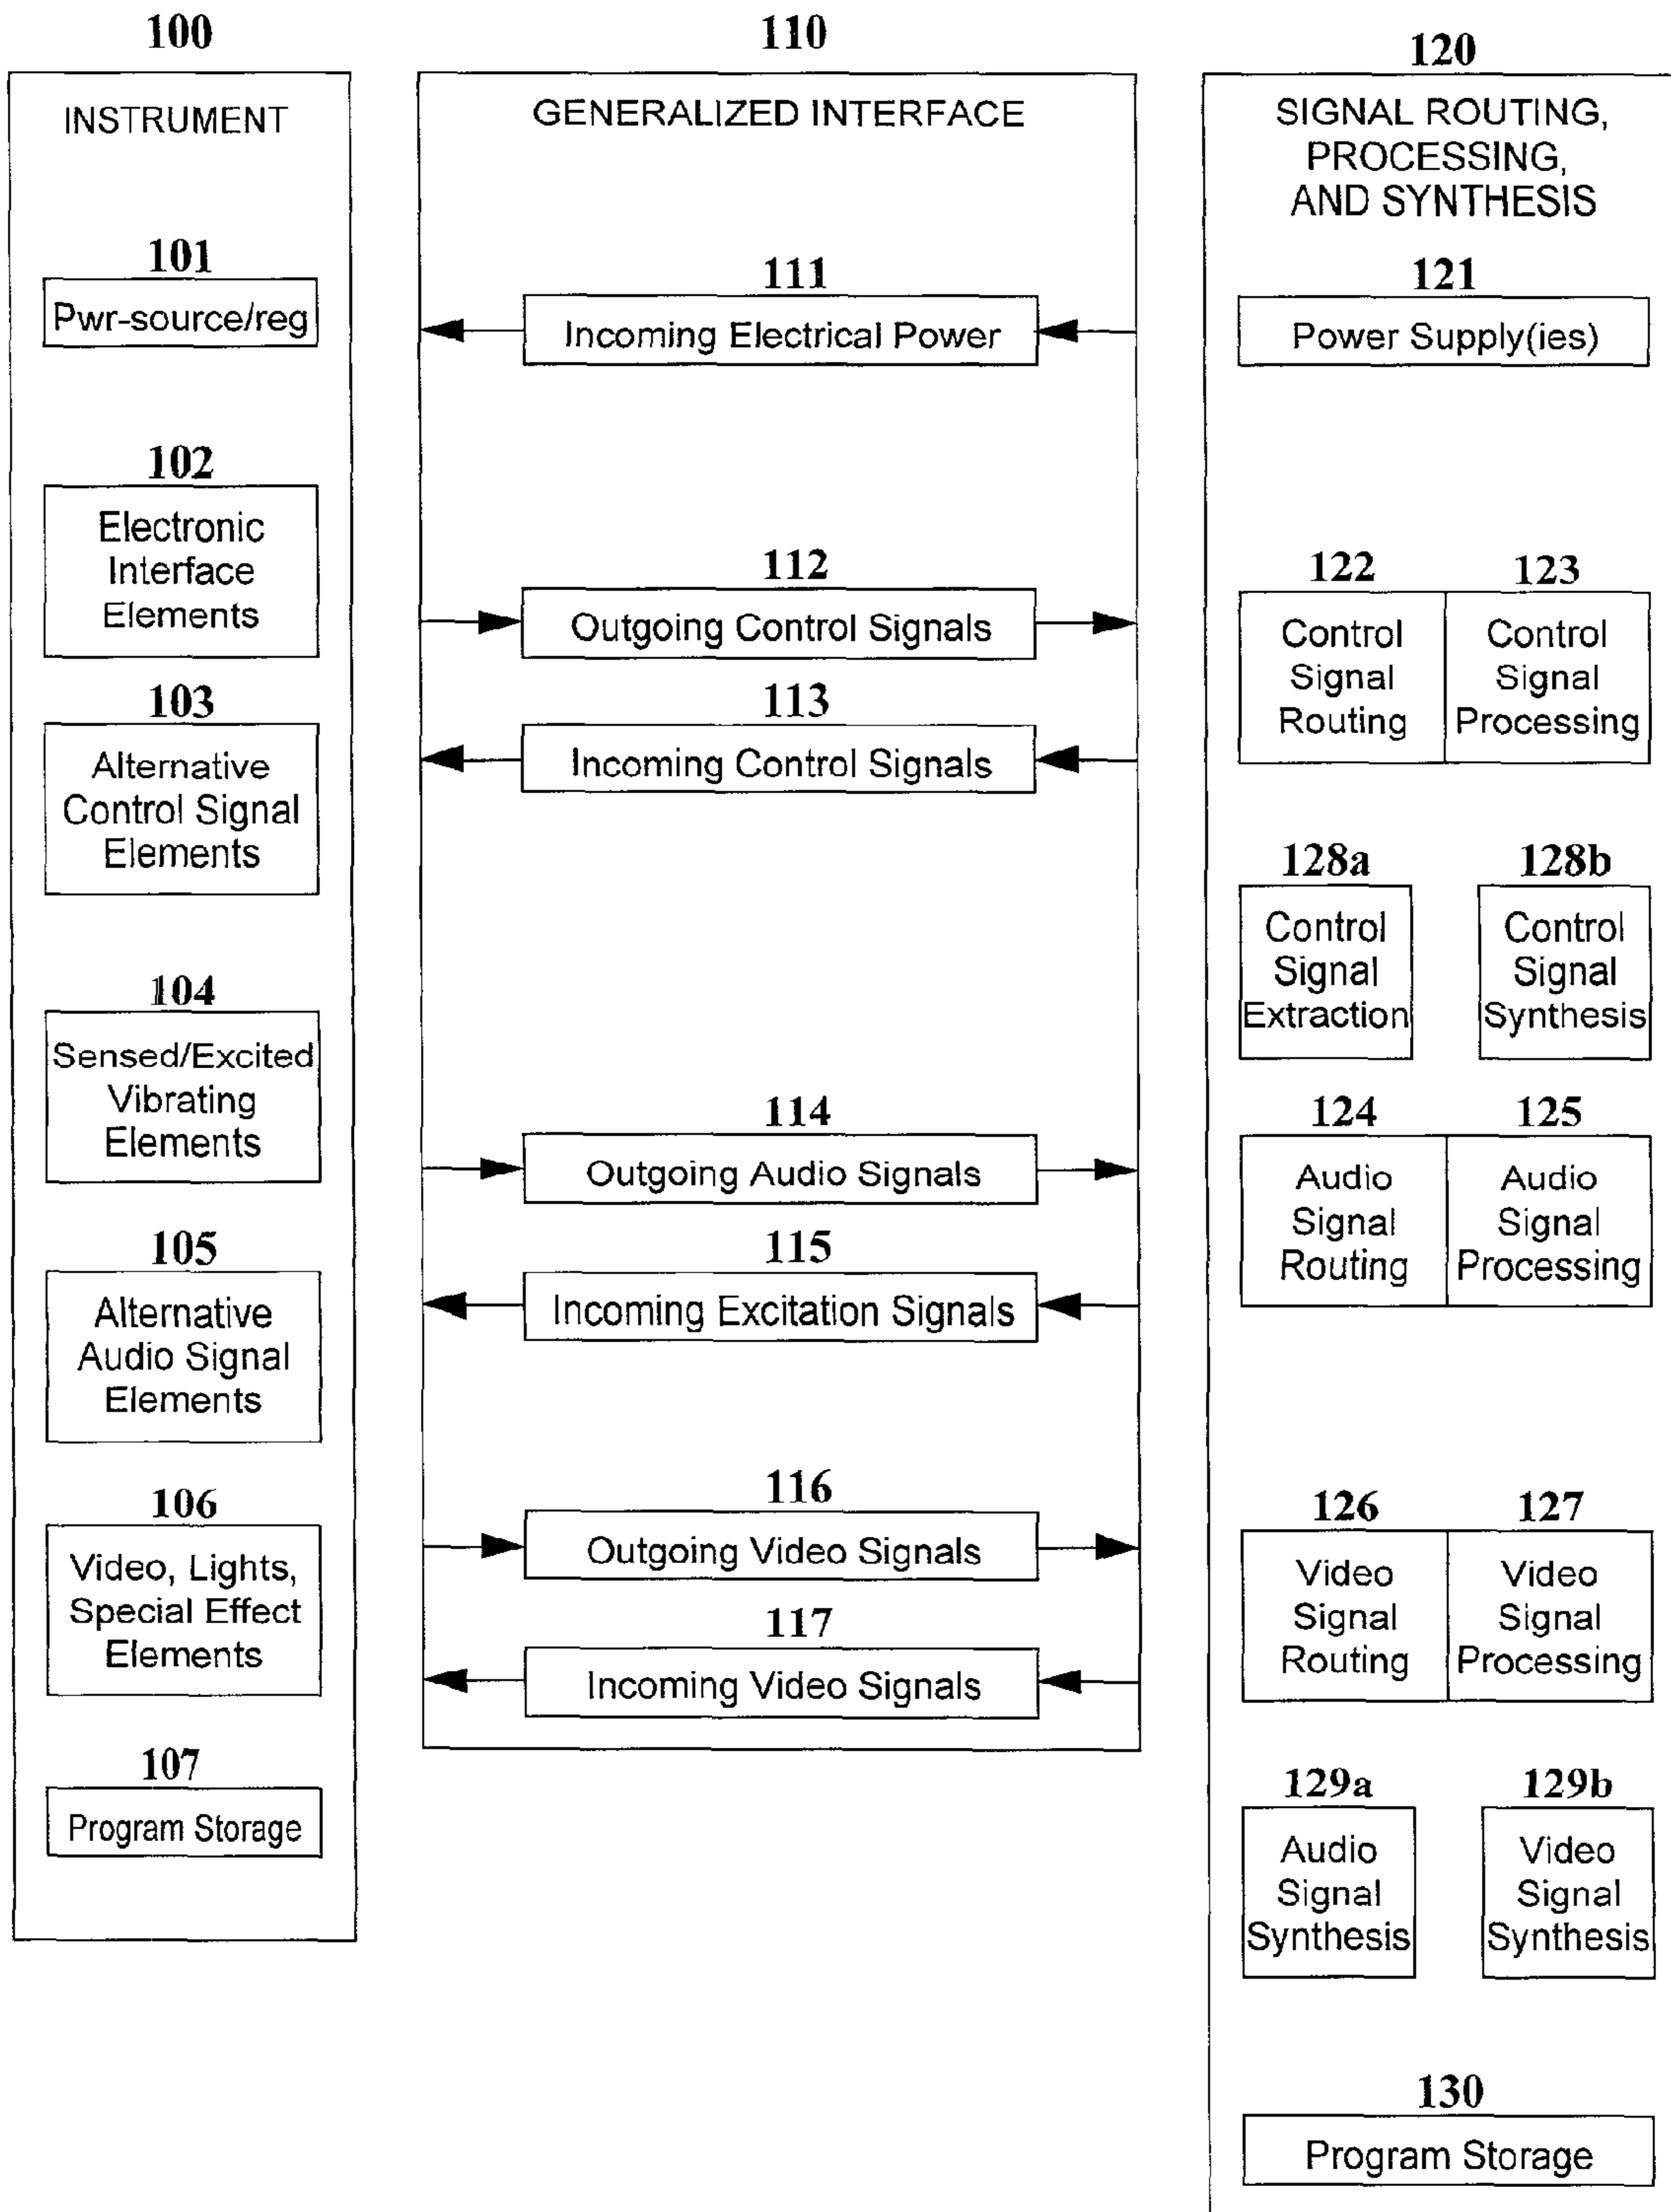 100
INSTRUMENT
101
Pwr-source/reg
102
Electronic
Interface
Elements
103
Alternative
Control Signal
Elements
104
Sensed/Excited
Vibrating
Elements
105
Alternative
Audio Signal
Elements
106
Video, Lights,
Special Effect
Elements
107
Program Storage
110
GENERALIZED INTERFACE
111
Incoming Electrical Power
112
Outgoing Control Signals
113
Incoming Control Signals
114
Outgoing Audio Signals
115
Incoming Excitation Signals
116
Outgoing Video Signals
117
Incoming Video Signals
120
SIGNAL ROUTING,
PROCESSING,
AND SYNTHESIS
121
Power Supply(ies)
122
Control
Signal
Routing
123
Control
Signal
Processing
128a
Control
Signal
Extraction
128b
Control
Signal
Synthesis
124
Audio
Signal
Routing
125
Audio
Signal
Processing
126
Video
Signal
Routing
127
Video
Signal
Processing
129a
Audio
Signal
Synthesis
129b
Video
Signal
Synthesis
130
Program Storage